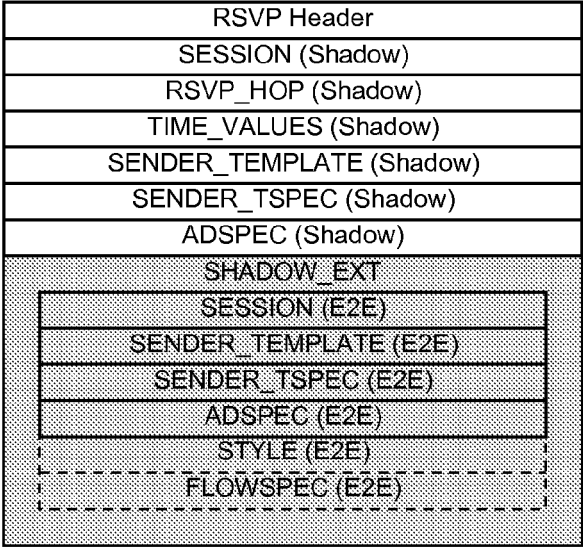 RSVP Header
SESSION (Shadow)
RSVP_HOP (Shadow)
TIME_VALUES (Shadow)
SENDER_TEMPLATE (Shadow)
SENDER_TSPEC (Shadow)
ADSPEC (Shadow)
SHADOW_EXT
SESSION (E2E)
SENDER_TEMPLATE (E2E)
SENDER_TSPEC (E2E)
ADSPEC (E2E)
STYLE (E2E)
FLOWSPEC (E2E)